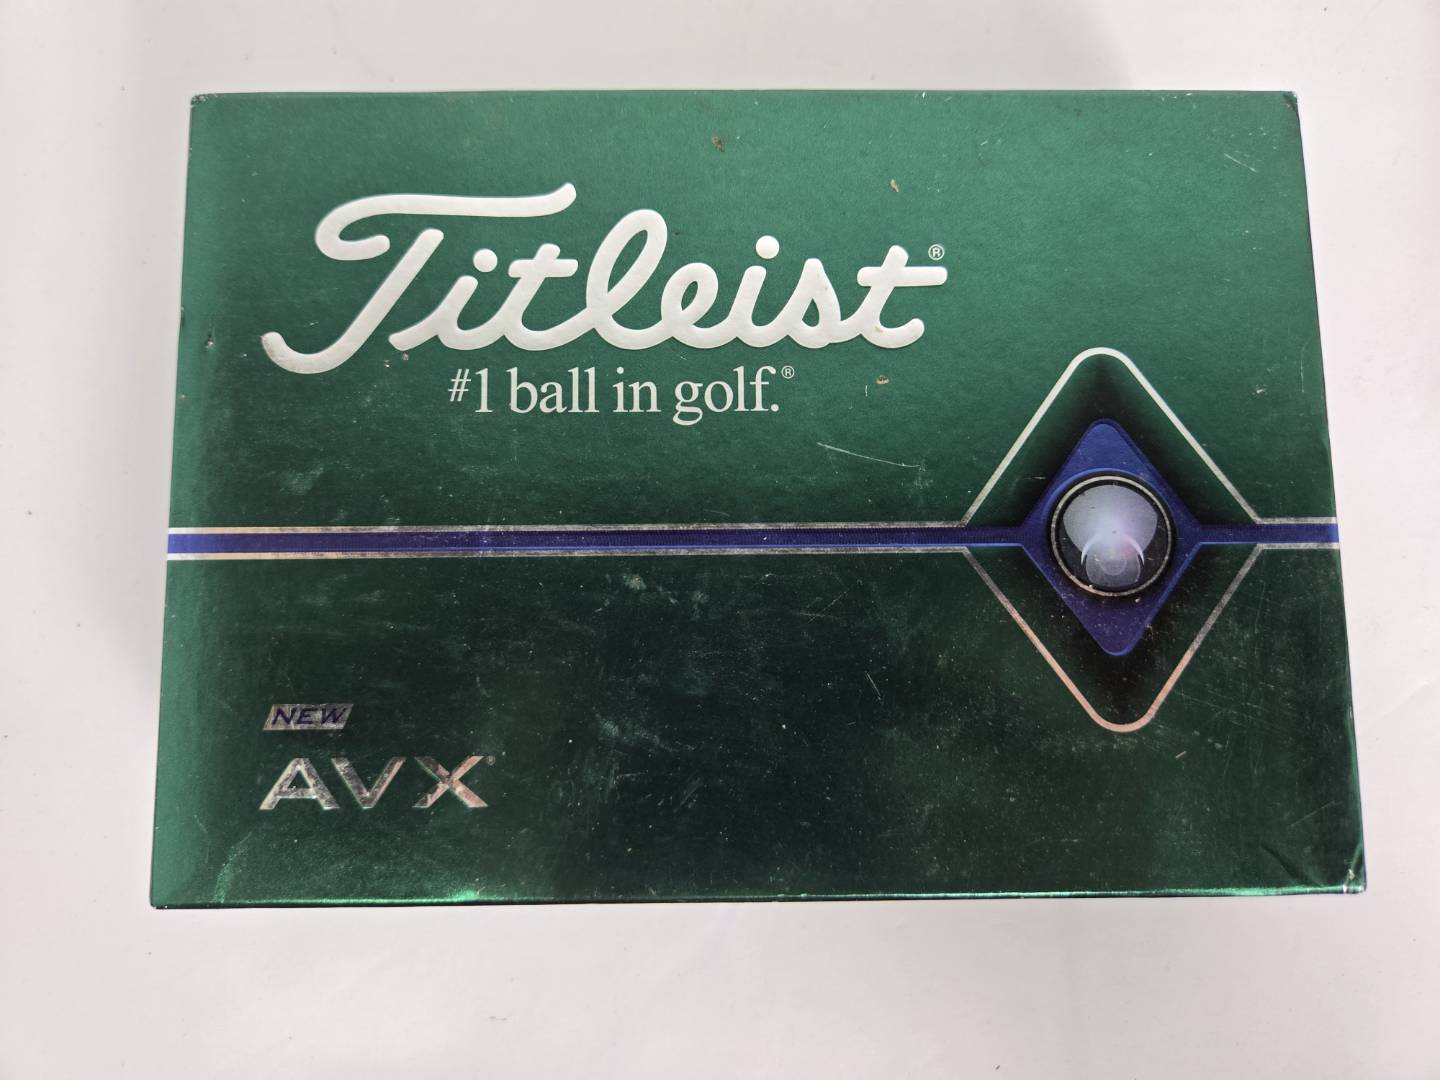 Titleist®
#1 ball in golf.®
NEW
AVX®